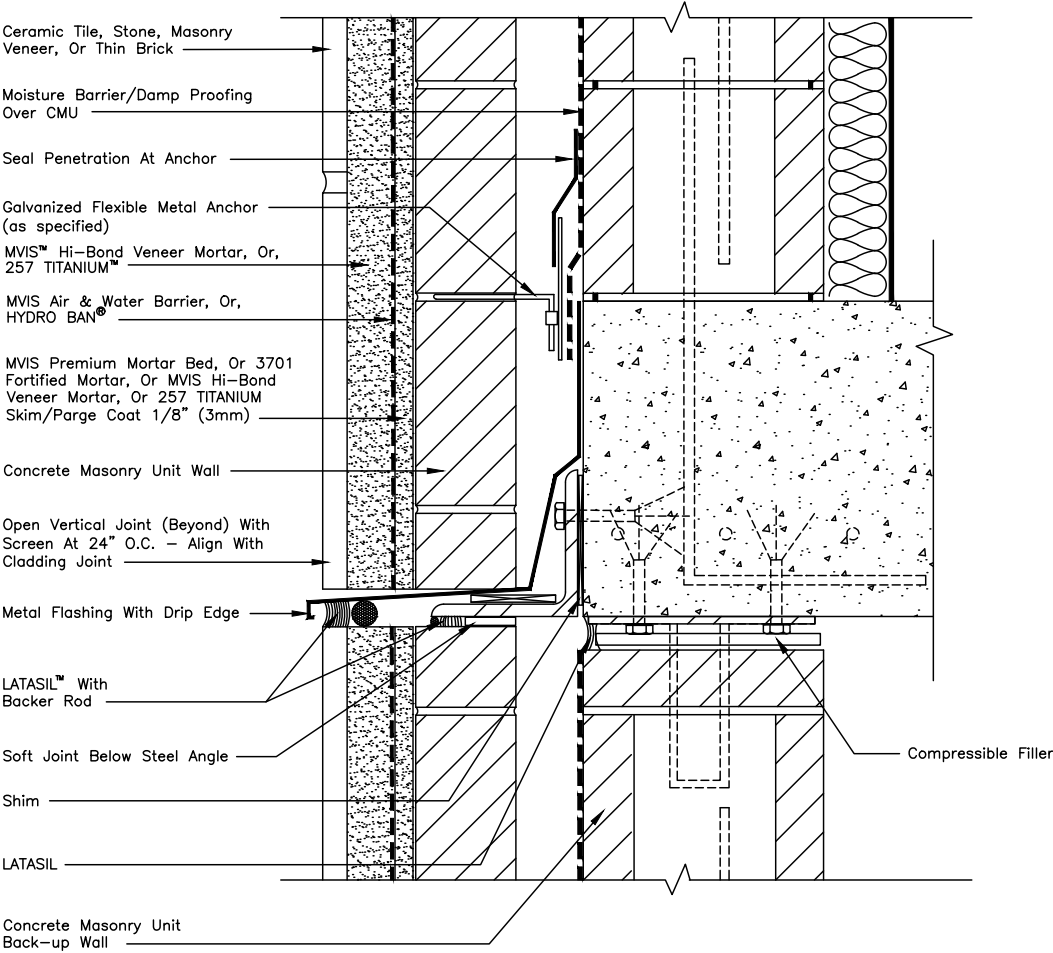 Ceramic Tile, Stone, Masonry
Veneer, Or Thin Brick
Moisture Barrier/Damp Proofing
Over CMU
Seal Penetration At Anchor
Galvanized Flexible Metal Anchor
(as specified)
MVIS™ Hi-Bond Veneer Mortar, Or,
257 TITANIUM™
MVIS Air & Water Barrier, Or,
HYDRO BAN®
MVIS Premium Mortar Bed, Or 3701
Fortified Mortar, Or MVIS Hi-Bond
Veneer Mortar, Or 257 TITANIUM
Skim/Parge Coat 1/8" (3mm)
Concrete Masonry Unit Wall
Open Vertical Joint (Beyond) With
Screen At 24" O.C. - Align With
Cladding Joint
Metal Flashing With Drip Edge
LATASIL™ With
Backer Rod
Soft Joint Below Steel Angle
Compressible Filler
Shim
LATASIL
Concrete Masonry Unit
Back-up Wall